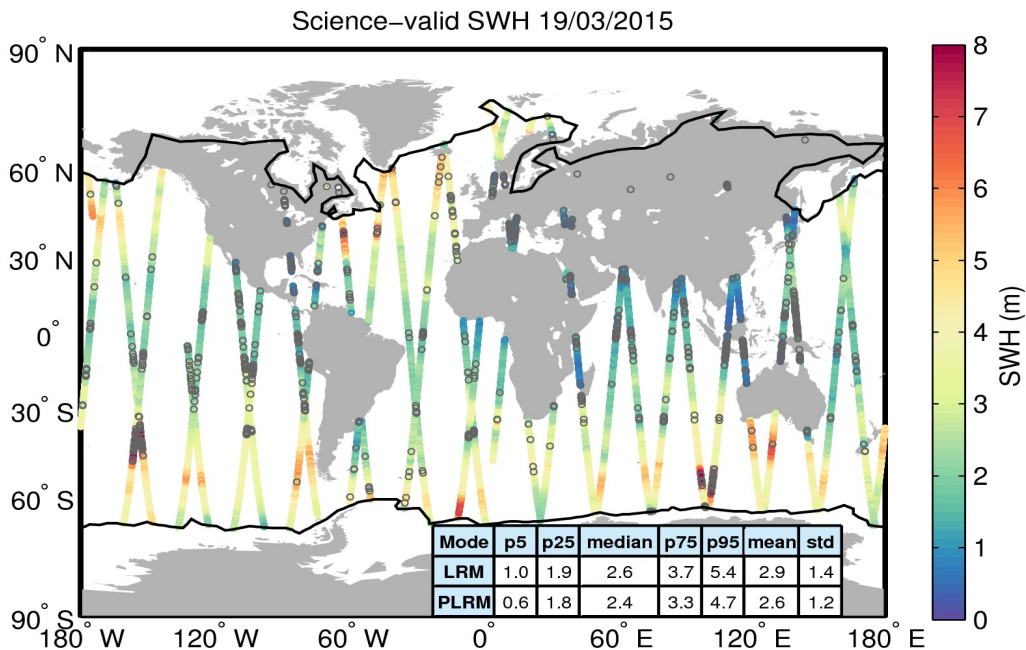 Science−valid SWH 19/03/2015
90° N
60° N
30° N
0°
30° S
60° S
90° S
180° W
120° W
60° W
0°
60° E
120° E
180° E
8
7
6
5
4
3
2
1
0
SWH (m)
Mode p5 p25 median p75 p95 mean std
LRM 1.0 1.9 2.6 3.7 5.4 2.9 1.4
PLRM 0.6 1.8 2.4 3.3 4.7 2.6 1.2